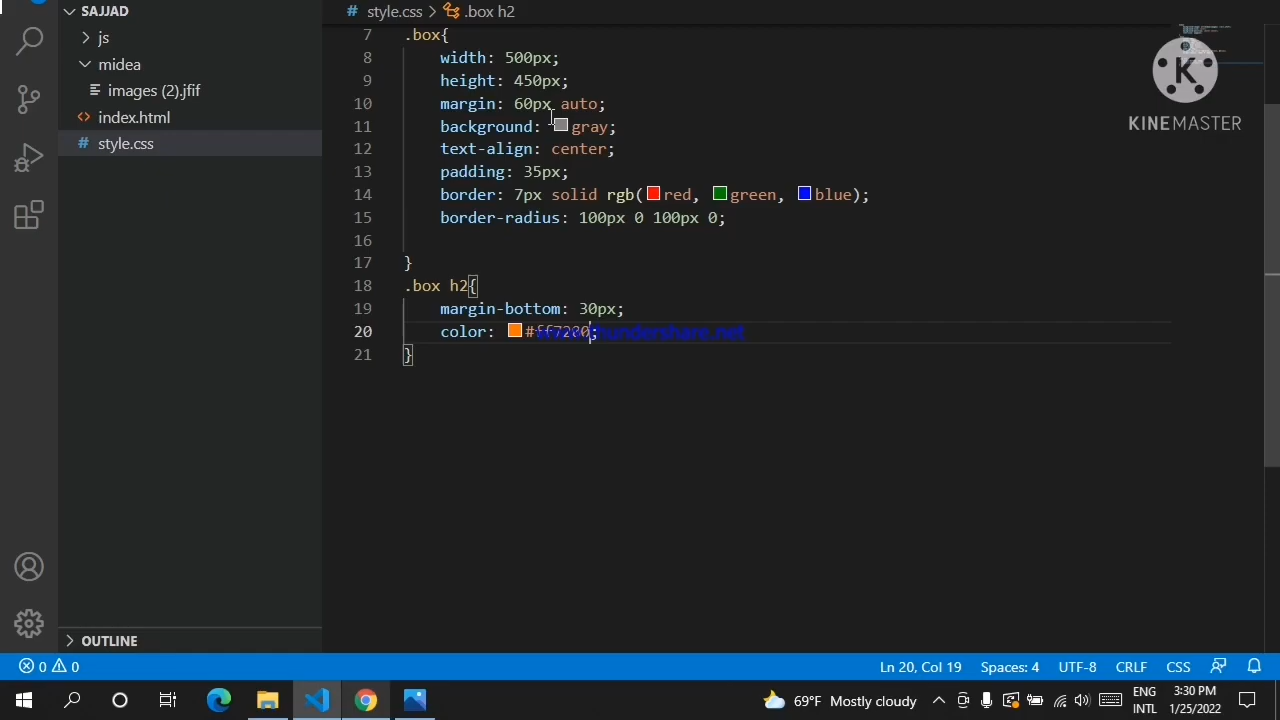 SAJJAD
js
midea
images (2).jfif
index.html
# style.css
# style.css > .box h2
7 .box{
8 width: 500px;
9 height: 450px;
10 margin: 60px auto;
11 background: gray;
12 text-align: center;
13 padding: 35px;
14 border: 7px solid rgb(red, green, blue);
15 border-radius: 100px 0 100px 0;
16
17 }
18 .box h2{
19 margin-bottom: 30px;
20 color: #ff7200;
www.thundershare.net
21 }
K
KINEMASTER
OUTLINE
0 0
Ln 20, Col 19 Spaces: 4 UTF-8 CRLF CSS
69°F Mostly cloudy
ENG
INTL
3:30 PM
1/25/2022